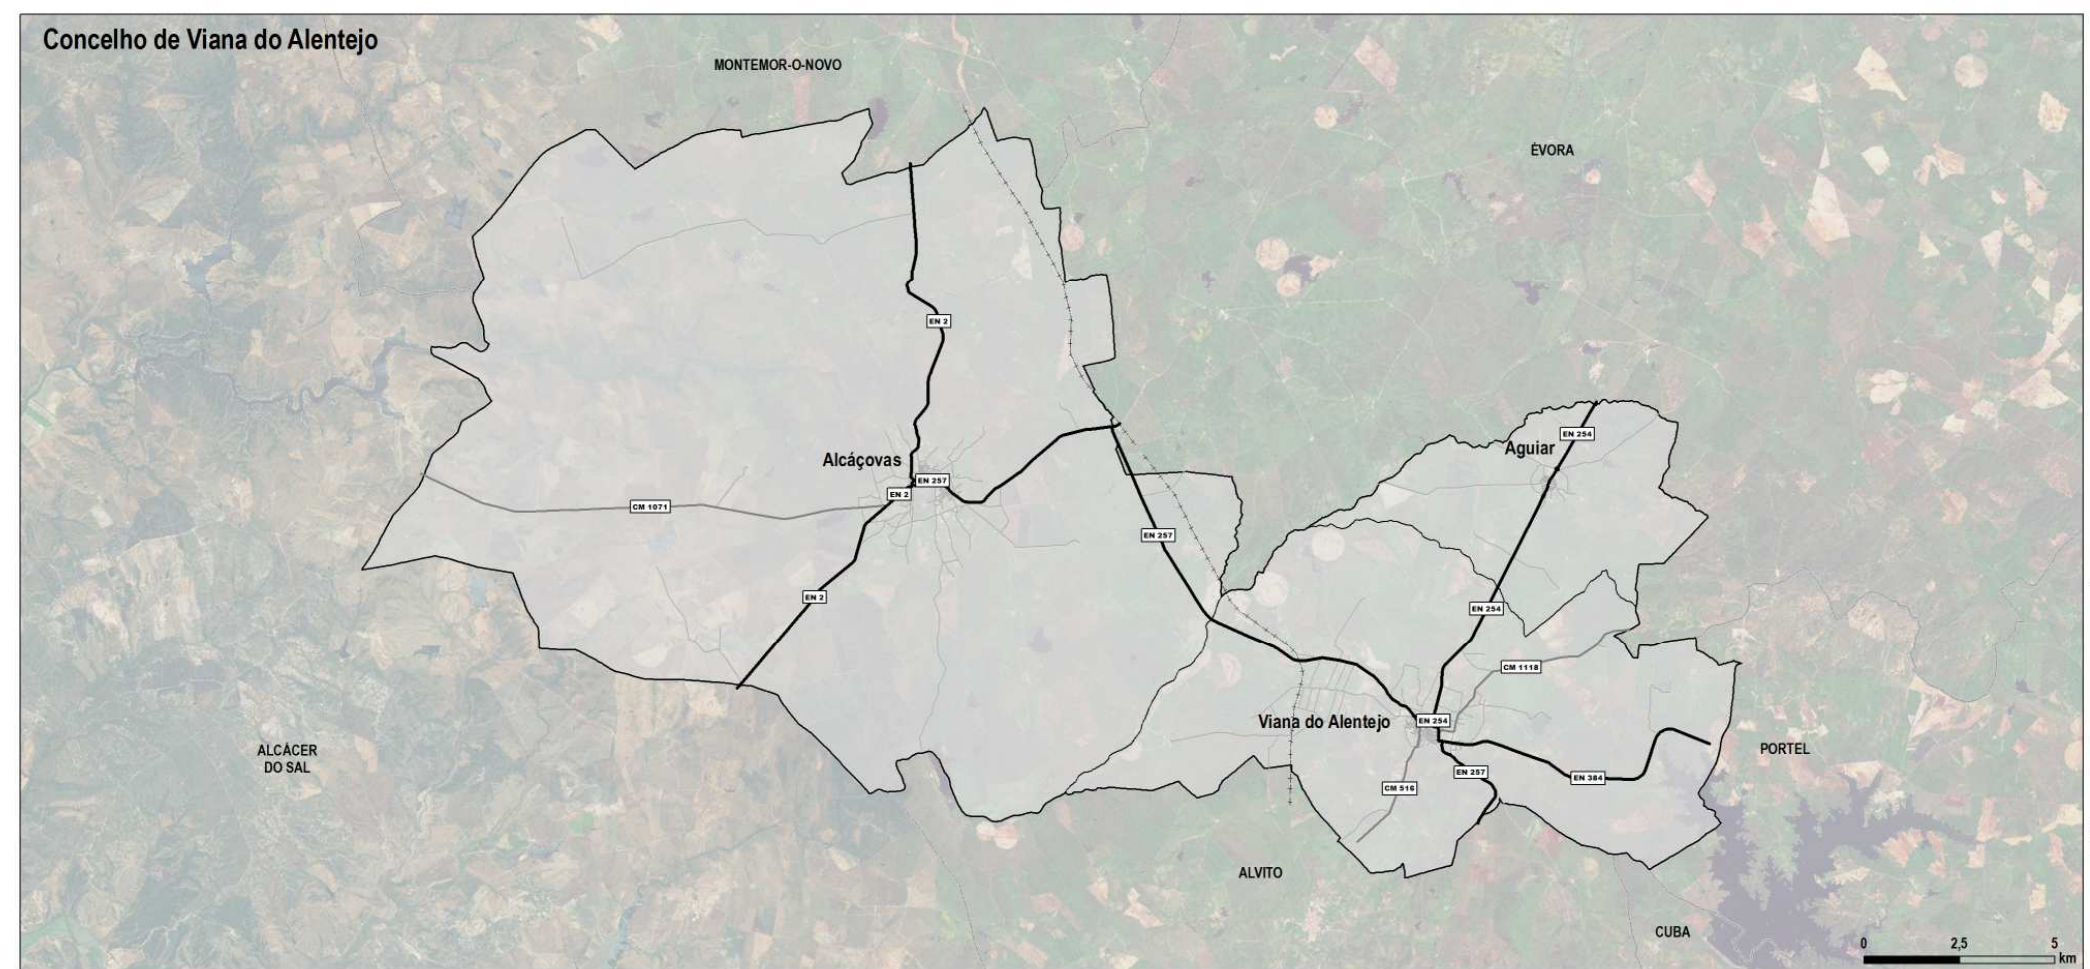 Concelho de Viana do Alentejo
MONTEMOR-O-NOVO
ÉVORA
EN 2
EN 254
Aguiar
Alcáçovas
EN 257
EN 2
CM 1071
EN 257
EN 2
EN 254
CM 1118
Viana do Alentejo
EN 254
ALCÁCER
DO SAL
PORTEL
EN 257
EN 384
CM 516
ALVITO
CUBA
0 2,5 5
km